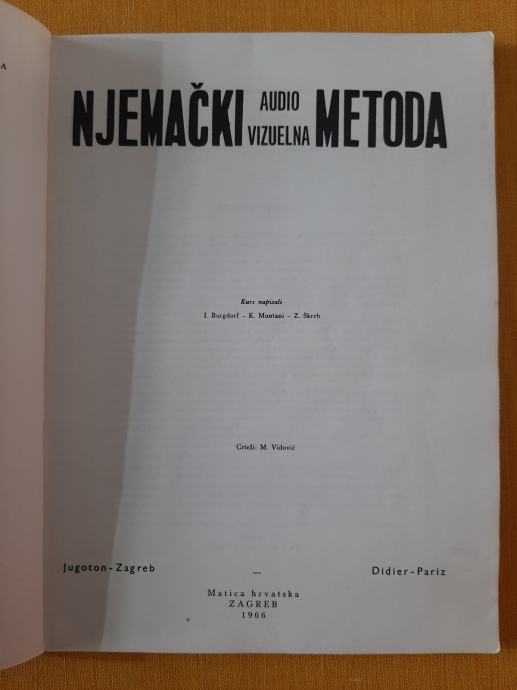 A
NJEMAČKI AUDIO VIZUELNA METODA
Kurs napisali
I. Burgdorf – K. Montani – Z. Škreb
Crteži: M. Vidović
Jugoton-Zagreb — Didier-Pariz
Matica hrvatska
ZAGREB
1966